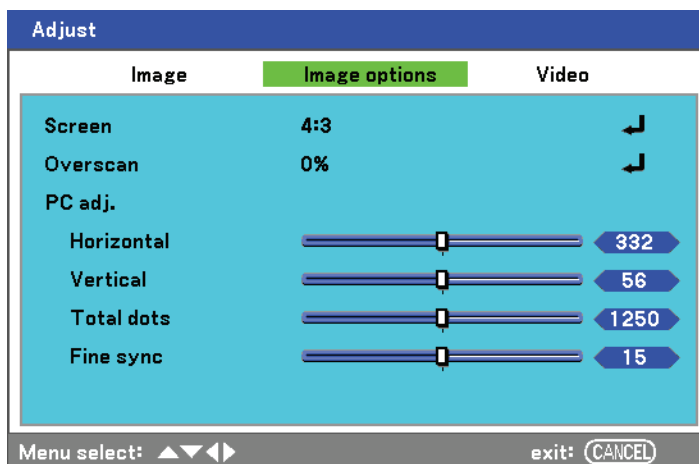 Adjust
Image Image options Video
Screen 4:3
Overscan 0%
PC adj.
Horizontal 332
Vertical 56
Total dots 1250
Fine sync 15
Menu select: exit: CANCEL